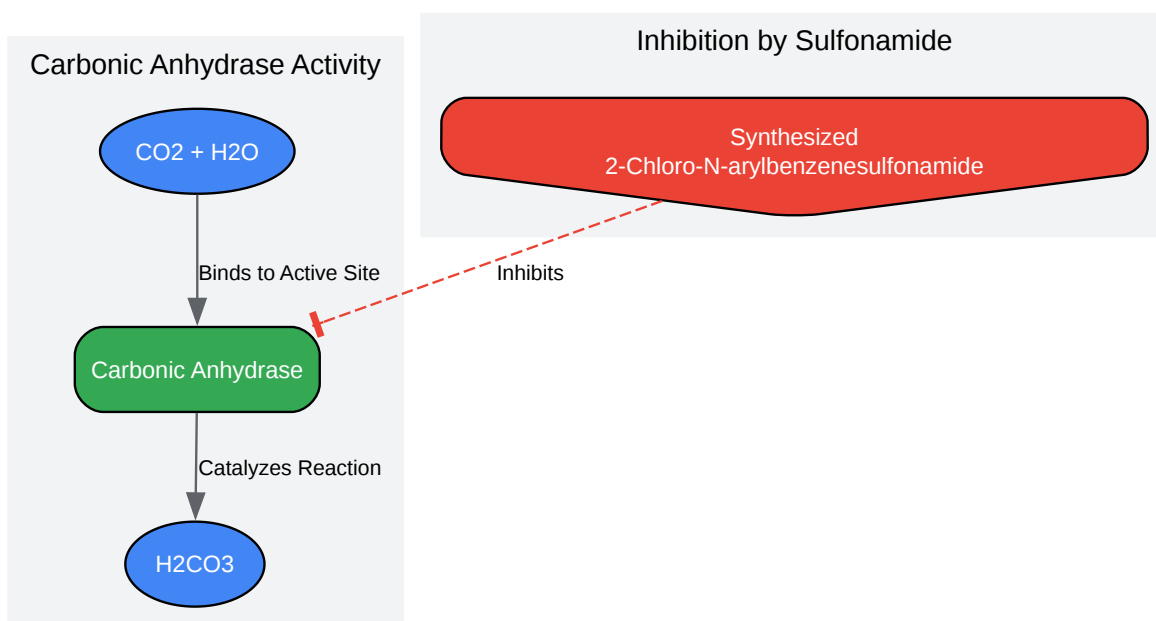 Carbonic Anhydrase Activity
CO2 + H2O
Binds to Active Site
Carbonic Anhydrase
Catalyzes Reaction
H2CO3
Inhibition by Sulfonamide
Synthesized
2-Chloro-N-arylbenzenesulfonamide
Inhibits